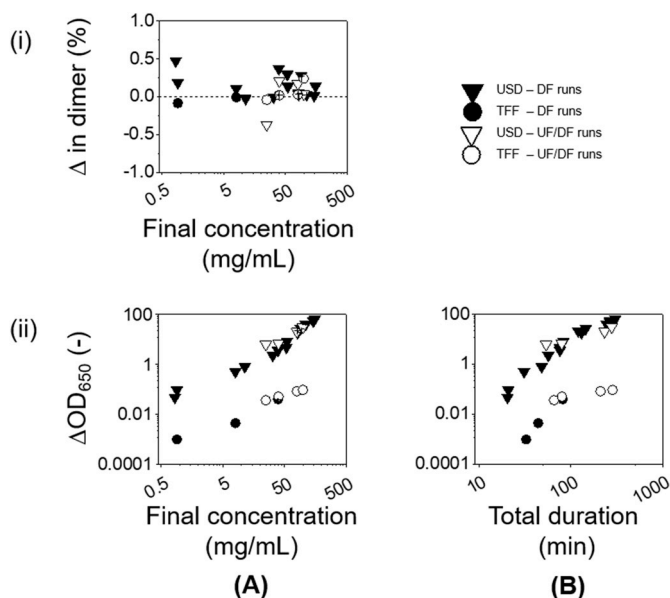 (i)
Δ in dimer (%)
1.0
0.5
0.0
-0.5
-1.0
0.5
5
50
500
Final concentration
(mg/mL)
USD – DF runs
TFF – DF runs
USD – UF/DF runs
TFF – UF/DF runs
(ii)
ΔOD650 (-)
100
1
0.01
0.0001
0.5
5
50
500
Final concentration
(mg/mL)
(A)
100
1
0.01
0.0001
10
100
1000
Total duration
(min)
(B)